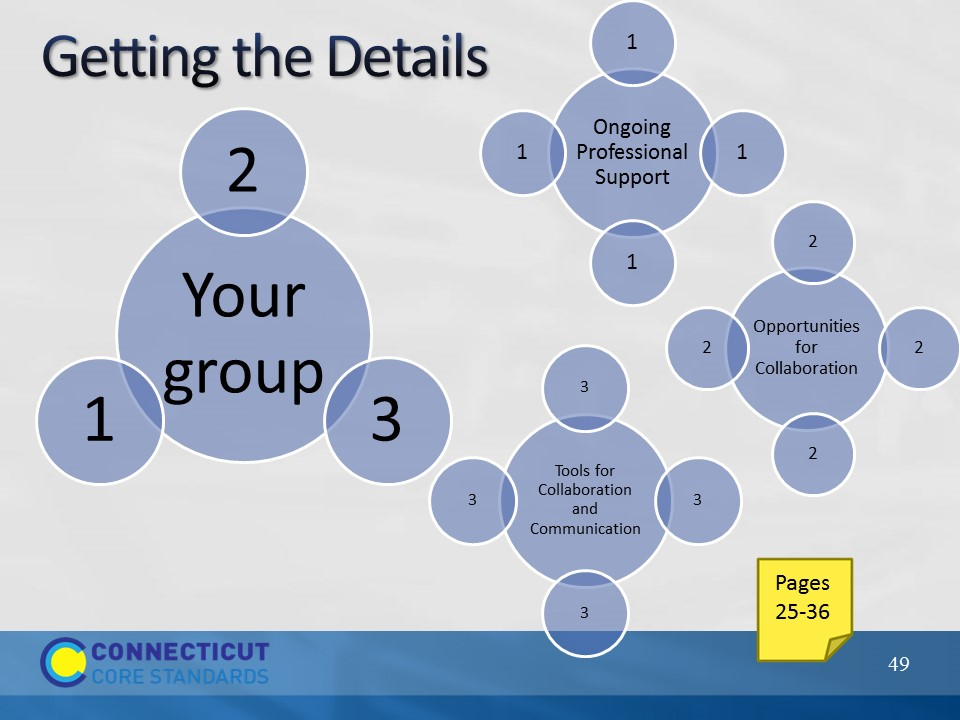 Getting the Details
2
Your
group
1
3
1
1
Ongoing
Professional
Support
1
1
2
2
Opportunities
for
Collaboration
2
2
3
3
Tools for
Collaboration
and
Communication
3
3
Pages
25-36
CONNECTICUT
CORE STANDARDS
49